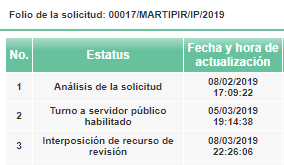 Folio de la solicitud: 00017/MARTIPIR/IP/2019
No. Estatus Fecha y hora de
actualización
1 Análisis de la solicitud 08/02/2019
17:09:22
2 Turno a servidor público
habilitado 05/03/2019
19:14:38
3 Interposición de recurso de
revisión 08/03/2019
22:26:06